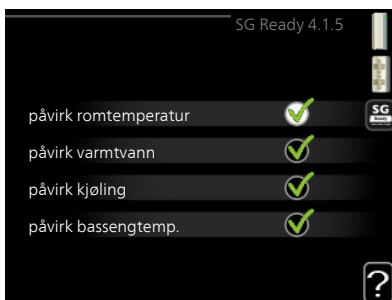 SG Ready 4.1.5
SG
Ready
påvirk romtemperatur
påvirk varmtvann
påvirk kjøling
påvirk bassengtemp.
?